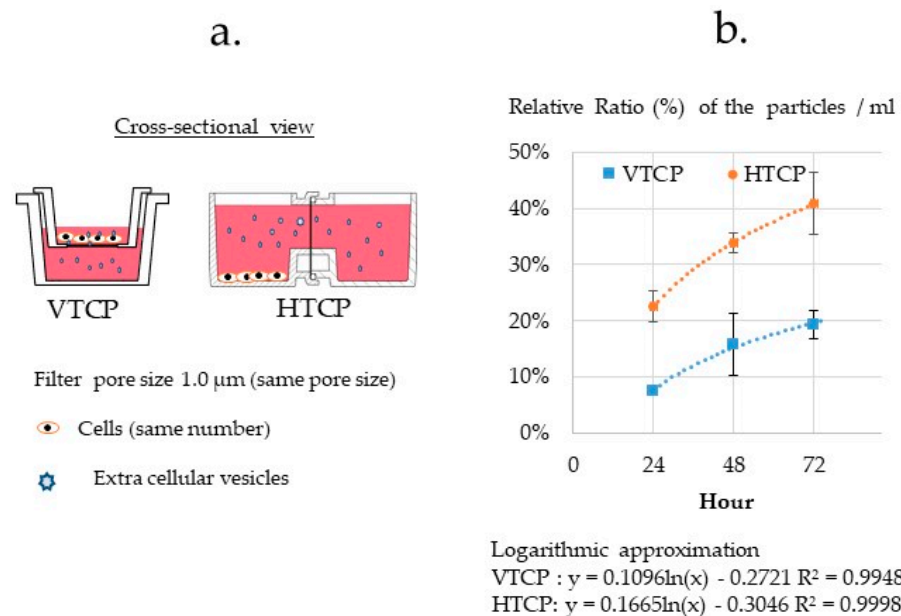 a.
Cross-sectional view
VTCP
HTCP
Filter pore size 1.0 μm (same pore size)
Cells (same number)
Extra cellular vesicles
b.
Relative Ratio (%) of the particles / ml
50%
40%
30%
20%
10%
0%
VTCP HTCP
0 24 48 72
Hour
Logarithmic approximation
VTCP : y = 0.1096ln(x) - 0.2721 R² = 0.9948
HTCP: y = 0.1665ln(x) - 0.3046 R² = 0.9998